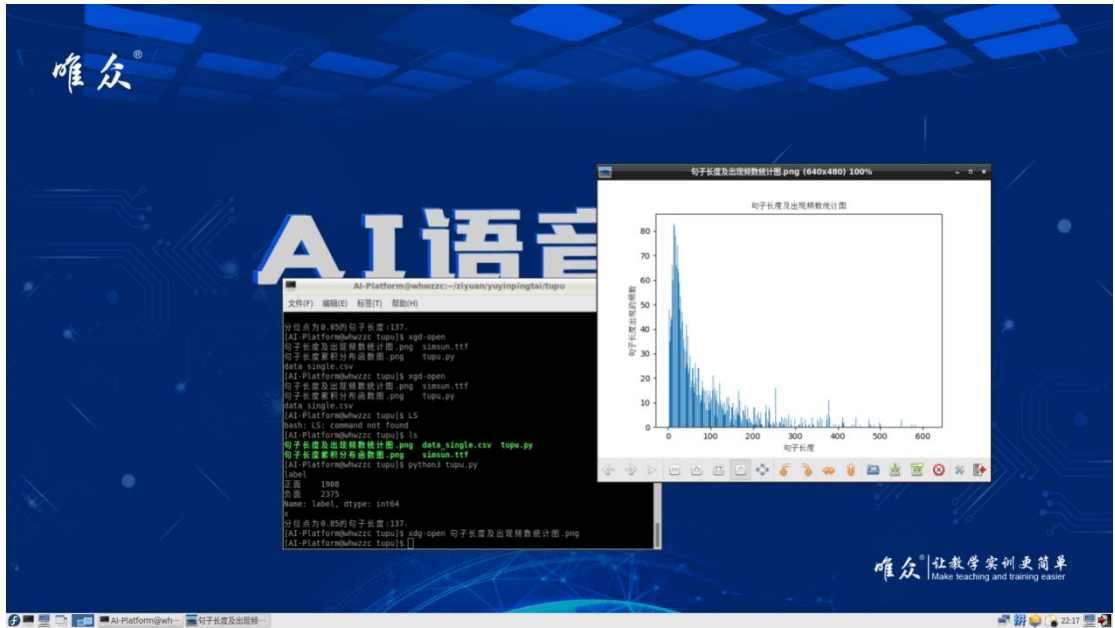 唯众®
AI语音
AI-Platform@whwzzc:~/ziyuan/yuyinpingtai/tupu
文件(F) 编辑(E) 标签(T) 帮助(H)
分位点为0.85的句子长度:137.
[AI-Platform@whwzzc tupu]$ xgd-open
句子长度及出现频数统计图.png simsun.ttf
句子长度累积分布函数图.png tupu.py
data_single.csv
[AI-Platform@whwzzc tupu]$ xgd-open
句子长度及出现频数统计图.png simsun.ttf
句子长度累积分布函数图.png tupu.py
data_single.csv
[AI-Platform@whwzzc tupu]$ LS
bash: LS: command not found
[AI-Platform@whwzzc tupu]$ ls
句子长度及出现频数统计图.png data_single.csv tupu.py
句子长度累积分布函数图.png simsun.ttf
[AI-Platform@whwzzc tupu]$ python3 tupu.py
label
正面 1908
负面 2375
Name: label, dtype: int64
x
分位点为0.85的句子长度:137.
[AI-Platform@whwzzc tupu]$ xdg-open 句子长度及出现频数统计图.png
[AI-Platform@whwzzc tupu]$
句子长度及出现频数统计图.png (640x480) 100%
句子长度及出现频数统计图
句子长度出现的频数
80
70
60
50
40
30
20
10
0
0 100 200 300 400 500 600
句子长度
唯众® 让教学实训更简单
Make teaching and training easier
AI-Platform@wh···
句子长度及出现频···
拼
22:17